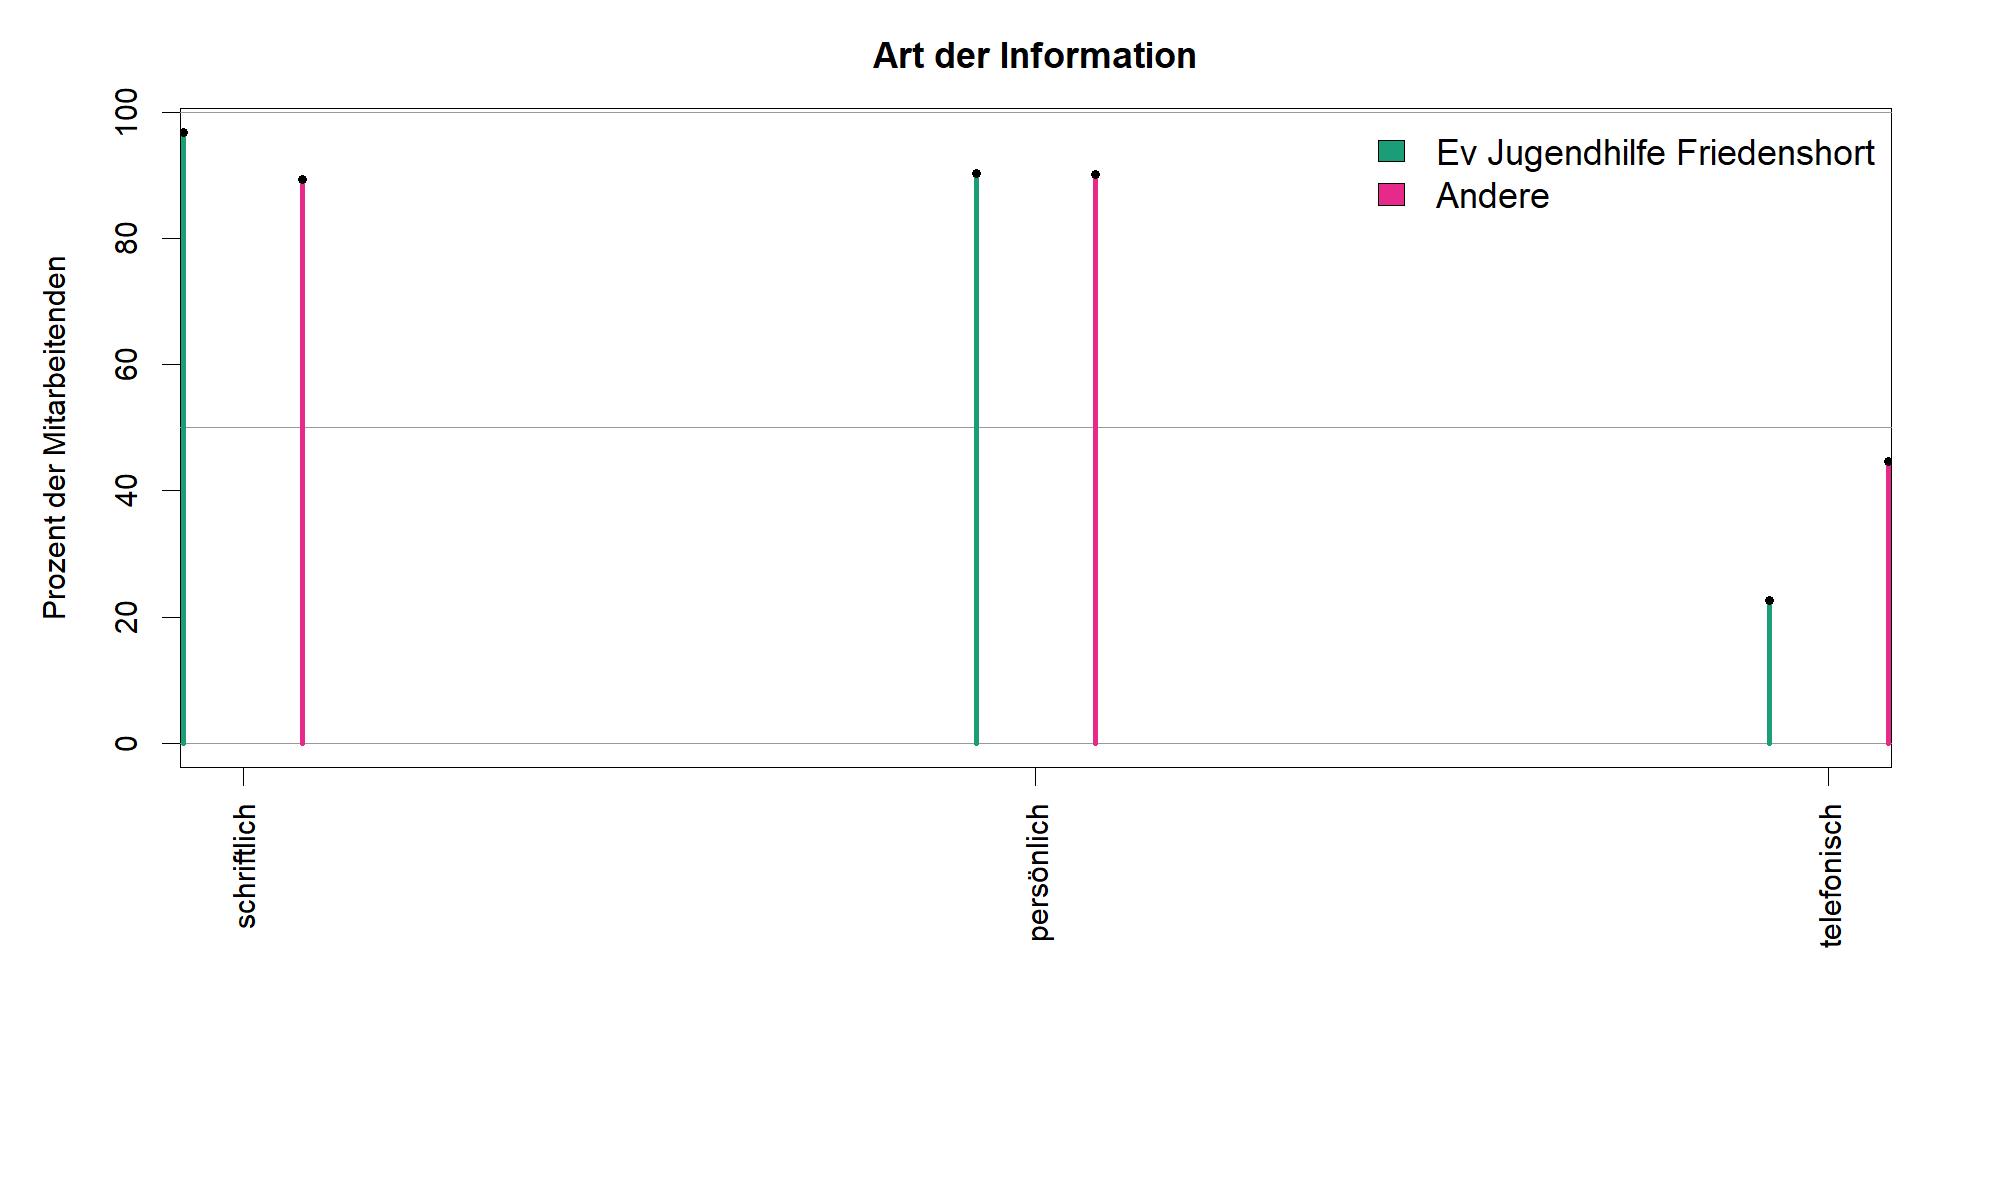 Art der Information
Ev Jugendhilfe Friedenshort
Andere
Prozent der Mitarbeitenden
100
80
60
40
20
0
schriftlich
persönlich
telefonisch